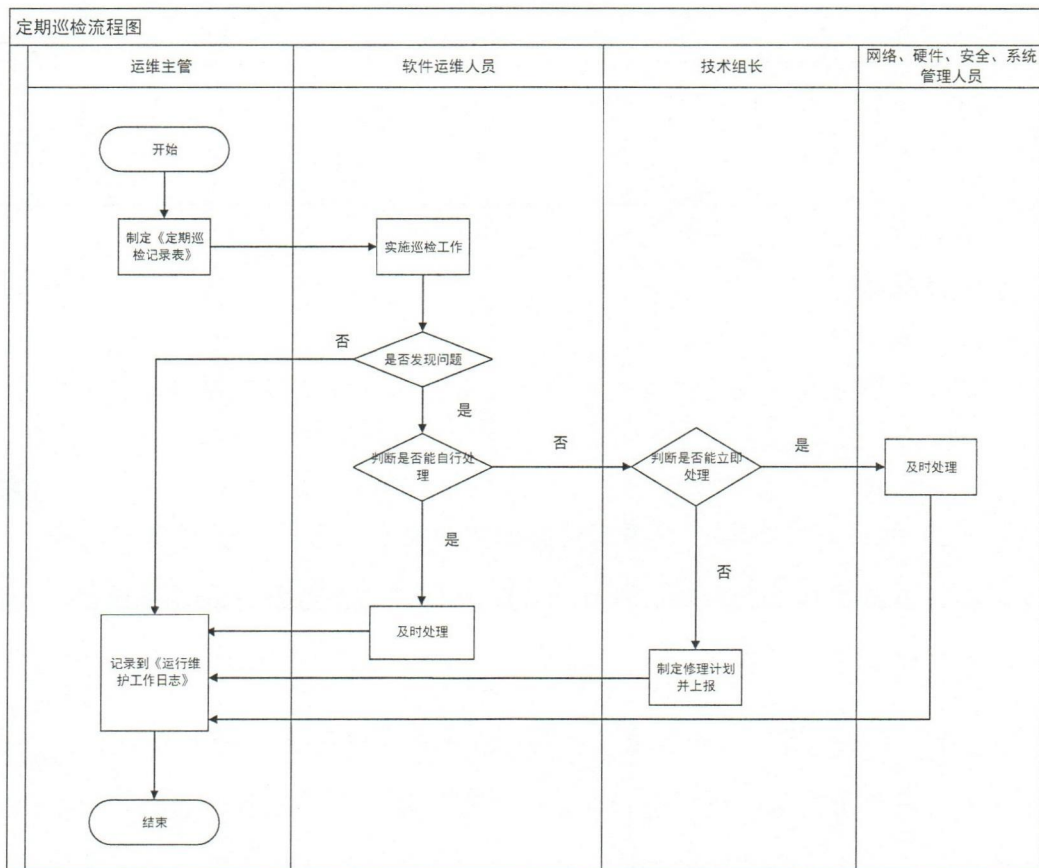 定期巡检流程图
运维主管
软件运维人员
技术组长
网络、硬件、安全、系统
管理人员
开始
制定《定期巡
检记录表》
实施巡检工作
否
是否发现问题
是
判断是否能自行处
理
否
判断是否能立即
处理
是
及时处理
是
否
及时处理
记录到《运行维
护工作日志》
制定修理计划
并上报
结束